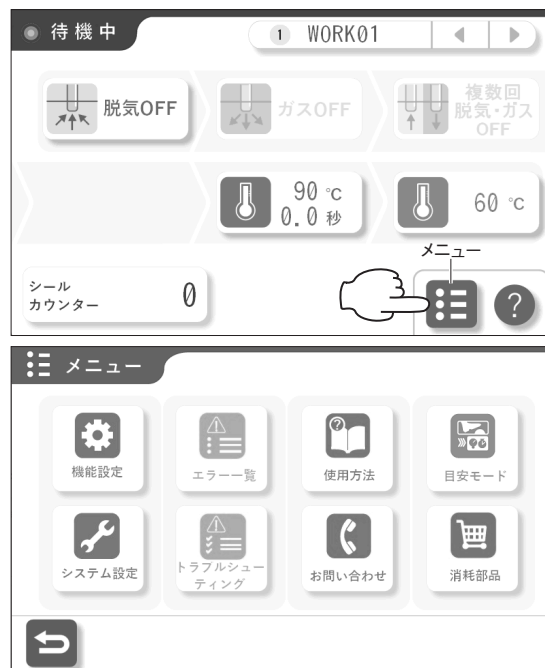 待機中
1 WORK01
脱気OFF
ガスOFF
複数回
脱気・ガス
OFF
90 ℃
0.0 秒
60 ℃
メニュー
シール
カウンター
0
?
メニュー
機能設定
エラー一覧
使用方法
目安モード
システム設定
トラブルシュー
ティング
お問い合わせ
消耗部品